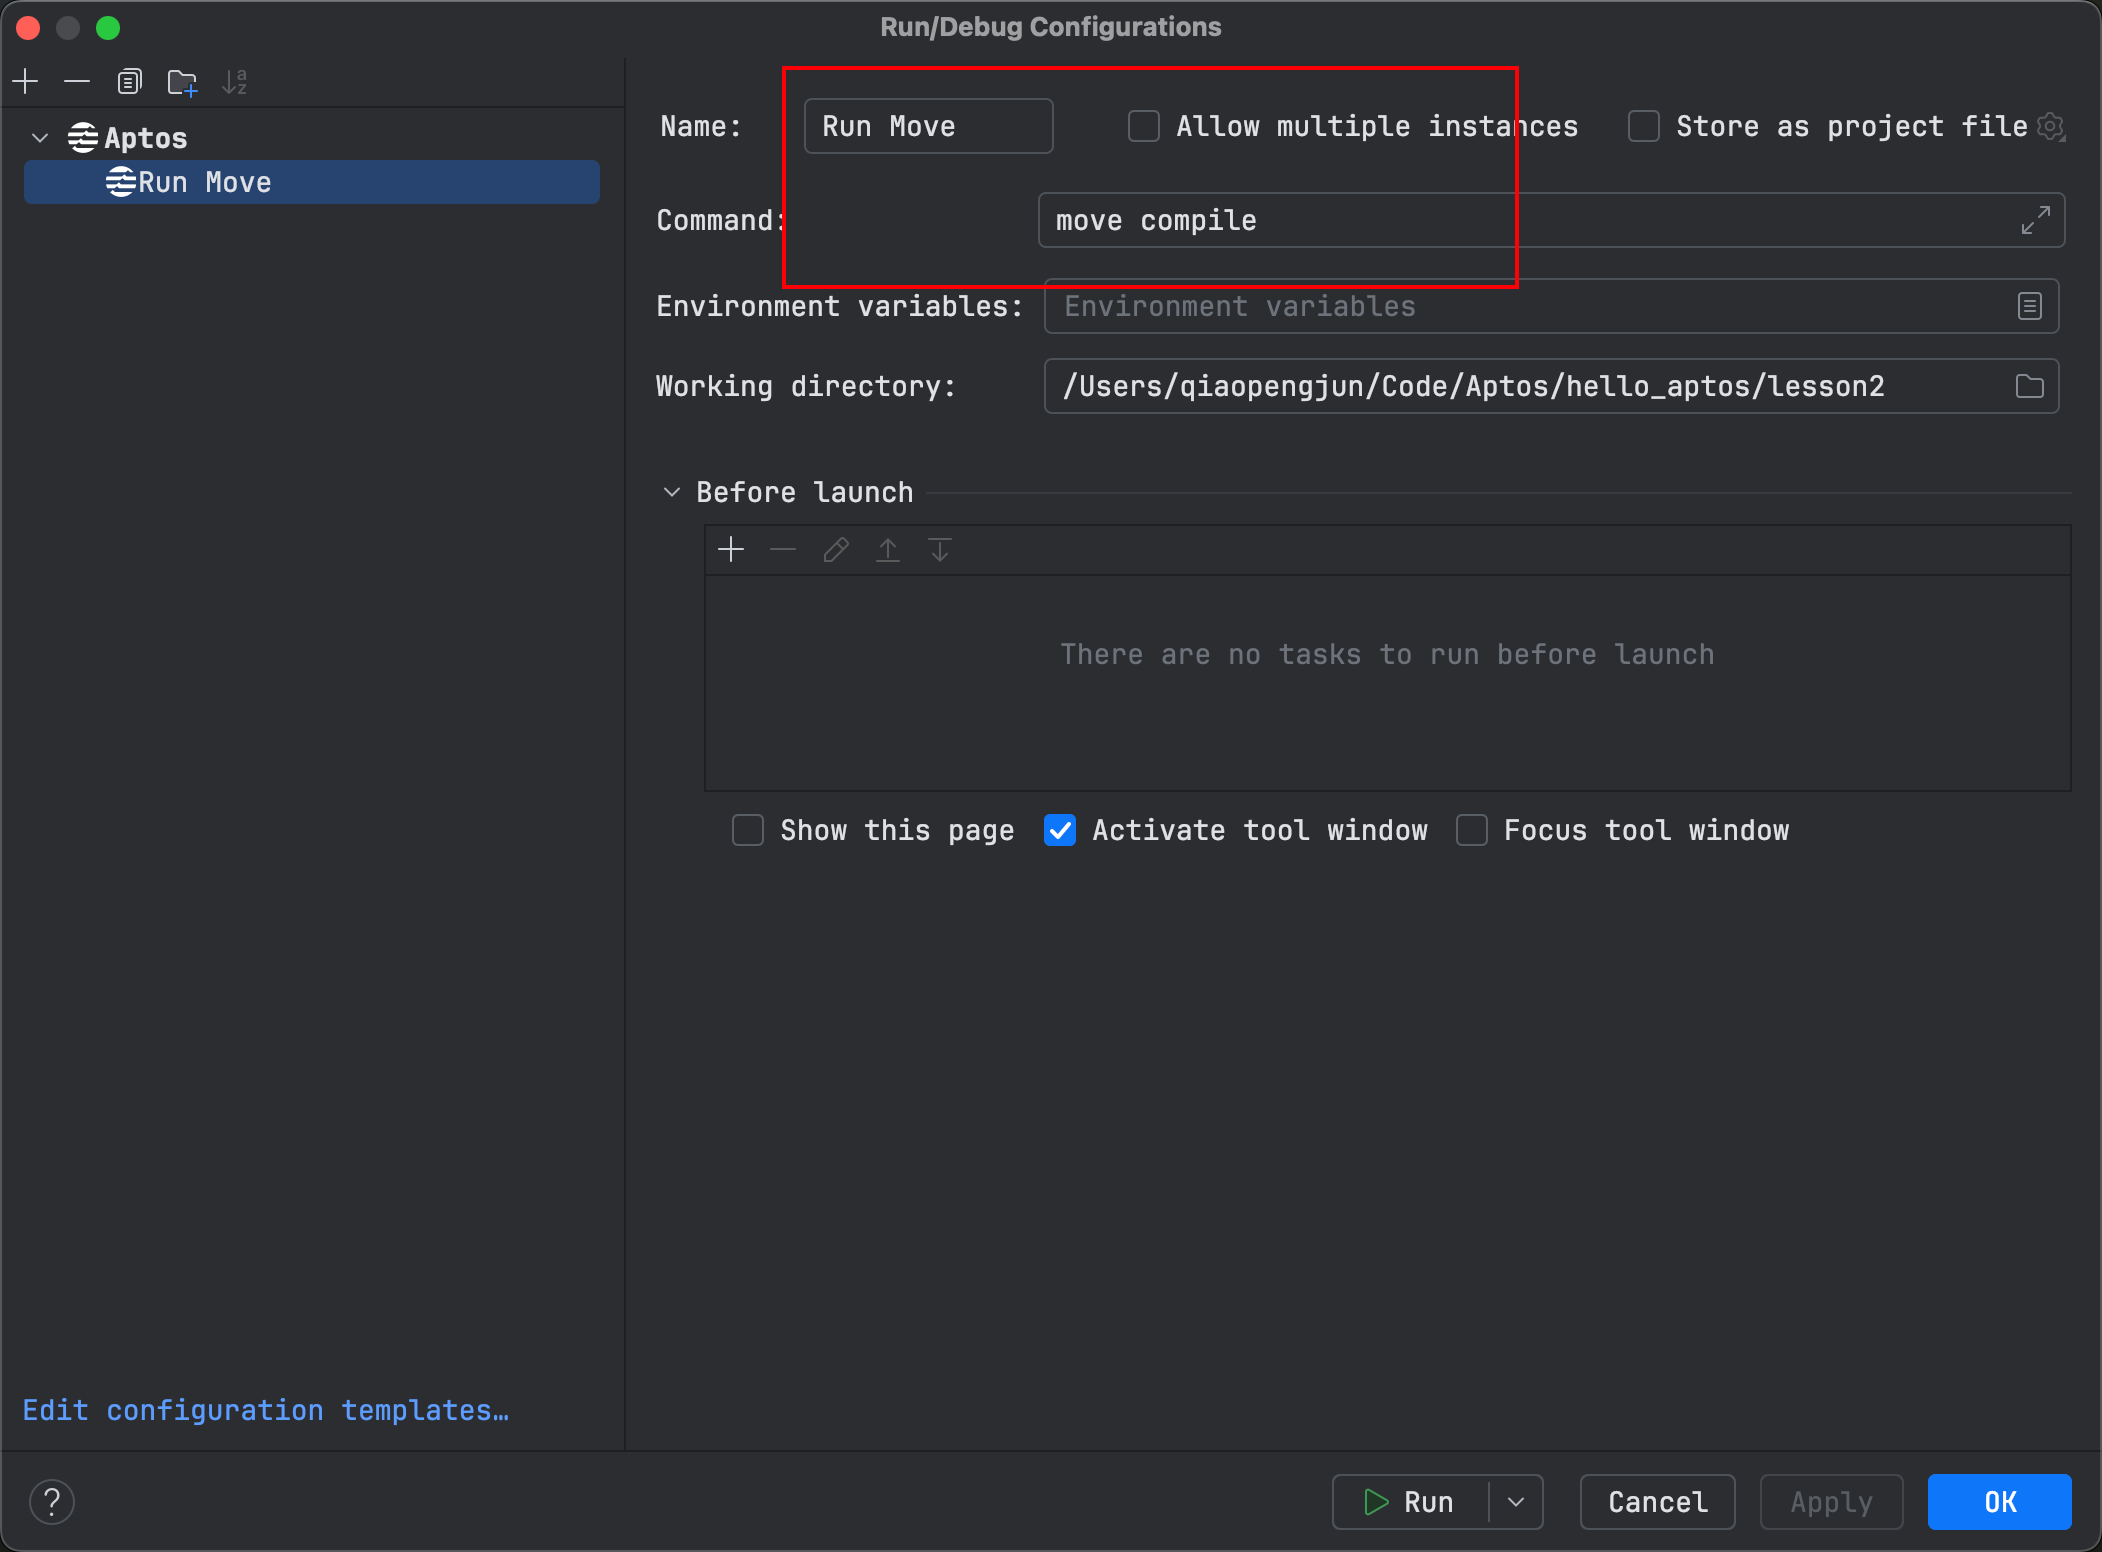 Run/Debug Configurations
Aptos
Run Move
Name: Run Move Allow multiple instances Store as project file
Command: move compile
Environment variables: Environment variables
Working directory: /Users/qiaopengjun/Code/Aptos/hello_aptos/lesson2
Before launch
There are no tasks to run before launch
Show this page Activate tool window Focus tool window
Edit configuration templates…
? Run Cancel Apply OK